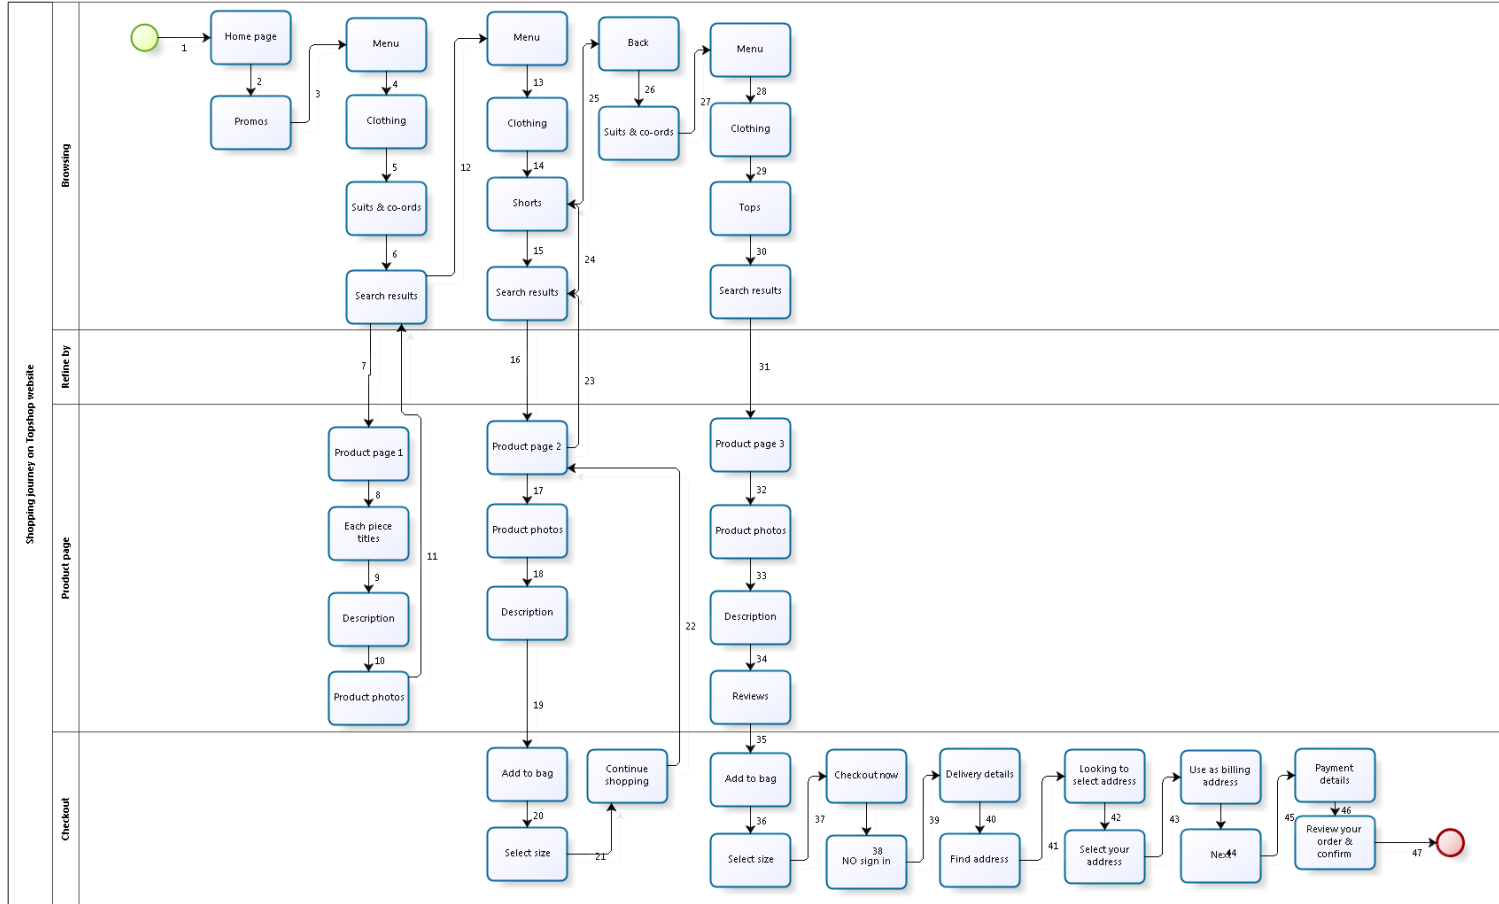 Shopping journey on Topshop website
Browsing
Refine by
Product page
Checkout
1
Home page
2
Promos
3
Menu
4
Clothing
5
Suits & co-ords
6
Search results
7
Product page 1
8
Each piece
titles
9
Description
10
Product photos
11
12
Menu
13
Clothing
14
Shorts
15
Search results
16
Product page 2
17
Product photos
18
Description
19
Add to bag
20
Select size
21
Continue
shopping
22
23
24
25
Back
26
Suits & co-ords
27
Menu
28
Clothing
29
Tops
30
Search results
31
Product page 3
32
Product photos
33
Description
34
Reviews
35
Add to bag
36
Select size
37
Checkout now
38
NO sign in
39
Delivery details
40
Find address
41
Looking to
select address
42
Select your
address
43
Use as billing
address
44
Next
45
Payment
details
46
Review your
order &
confirm
47